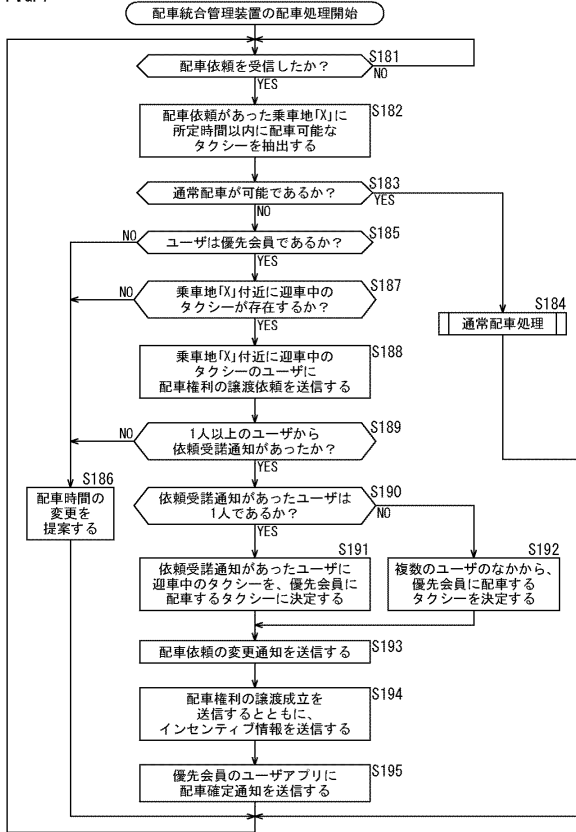 配車統合管理装置の配車処理開始
S181
配車依頼を受信したか？
NO
YES
S182
配車依頼があった乗車地｢X｣に
所定時間以内に配車可能な
タクシーを抽出する
S183
通常配車が可能であるか？
YES
NO
S185
NO
ユーザは優先会員であるか？
YES
S187
NO
乗車地｢X｣付近に迎車中の
タクシーが存在するか？
YES
S184
通常配車処理
S188
乗車地｢X｣付近に迎車中の
タクシーのユーザに
配車権利の譲渡依頼を送信する
S189
NO
1人以上のユーザから
依頼受諾通知があったか？
YES
S186
配車時間の
変更を
提案する
S190
依頼受諾通知があったユーザは
1人であるか？
NO
YES
S191
依頼受諾通知があったユーザに
迎車中のタクシーを、優先会員に
配車するタクシーに決定する
S192
複数のユーザのなかから、
優先会員に配車する
タクシーを決定する
S193
配車依頼の変更通知を送信する
S194
配車権利の譲渡成立を
送信するとともに、
インセンティブ情報を送信する
S195
優先会員のユーザアプリに
配車確定通知を送信する